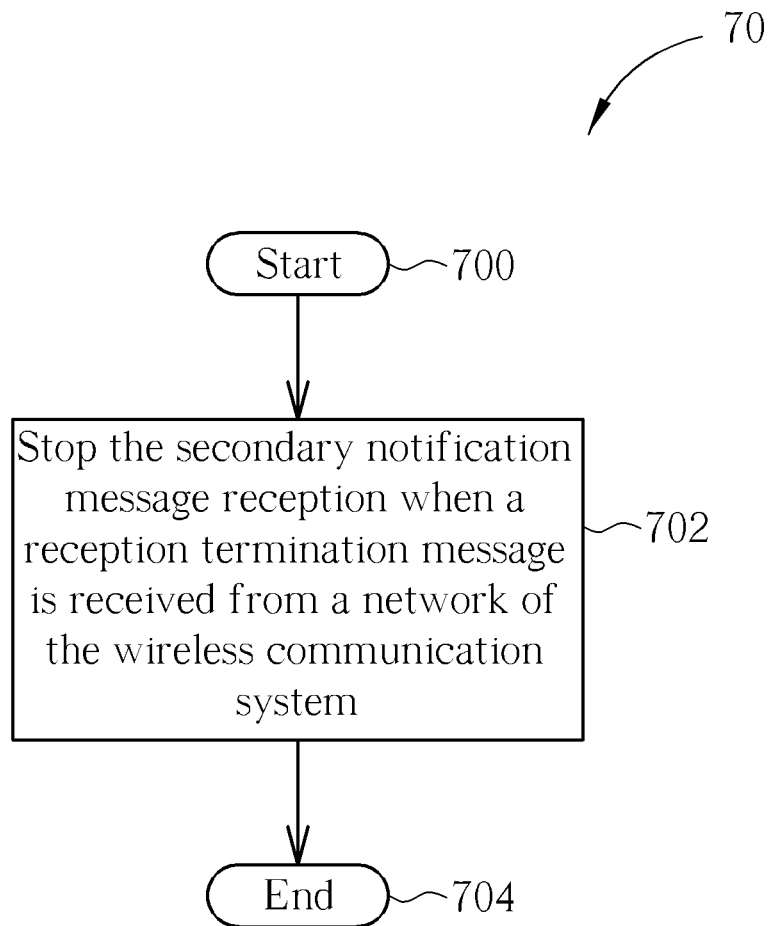 70
Start
700
Stop the secondary notification
message reception when a
reception termination message
is received from a network of
the wireless communication
system
702
End
704